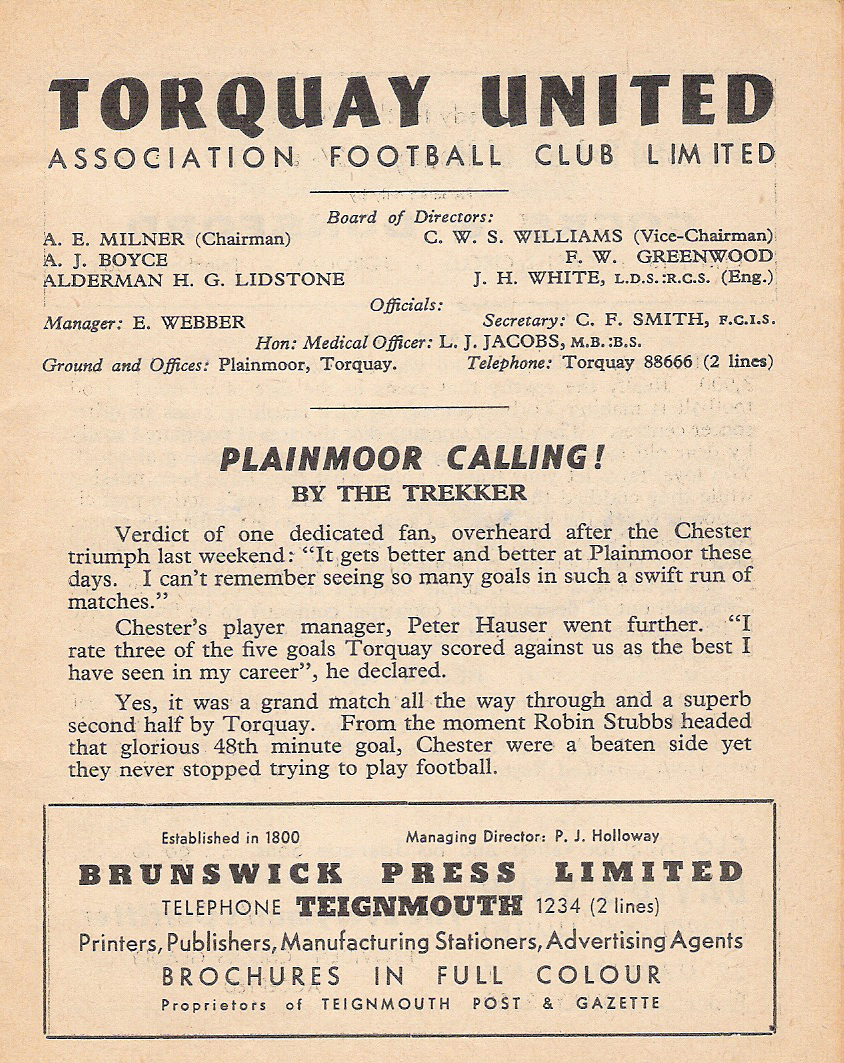 TORQUAY UNITED
ASSOCIATION FOOTBALL CLUB LIMITED
Board of Directors:
A. E. MILNER (Chairman) C. W. S. WILLIAMS (Vice-Chairman)
A. J. BOYCE F. W. GREENWOOD
ALDERMAN H. G. LIDSTONE J. H. WHITE, L.D.S.:R.C.S. (Eng.)
Officials:
Manager: E. WEBBER Secretary: C. F. SMITH, F.C.I.S.
Hon: Medical Officer: L. J. JACOBS, M.B.:B.S.
Ground and Offices: Plainmoor, Torquay. Telephone: Torquay 88666 (2 lines)
PLAINMOOR CALLING!
BY THE TREKKER
Verdict of one dedicated fan, overheard after the Chester
triumph last weekend: “It gets better and better at Plainmoor these
days. I can’t remember seeing so many goals in such a swift run of
matches.”
Chester’s player manager, Peter Hauser went further. “I
rate three of the five goals Torquay scored against us as the best I
have seen in my career”, he declared.
Yes, it was a grand match all the way through and a superb
second half by Torquay. From the moment Robin Stubbs headed
that glorious 48th minute goal, Chester were a beaten side yet
they never stopped trying to play football.
Established in 1800 Managing Director: P. J. Holloway
BRUNSWICK PRESS LIMITED
TELEPHONE TEIGNMOUTH 1234 (2 lines)
Printers, Publishers, Manufacturing Stationers, Advertising Agents
BROCHURES IN FULL COLOUR
Proprietors of TEIGNMOUTH POST & GAZETTE